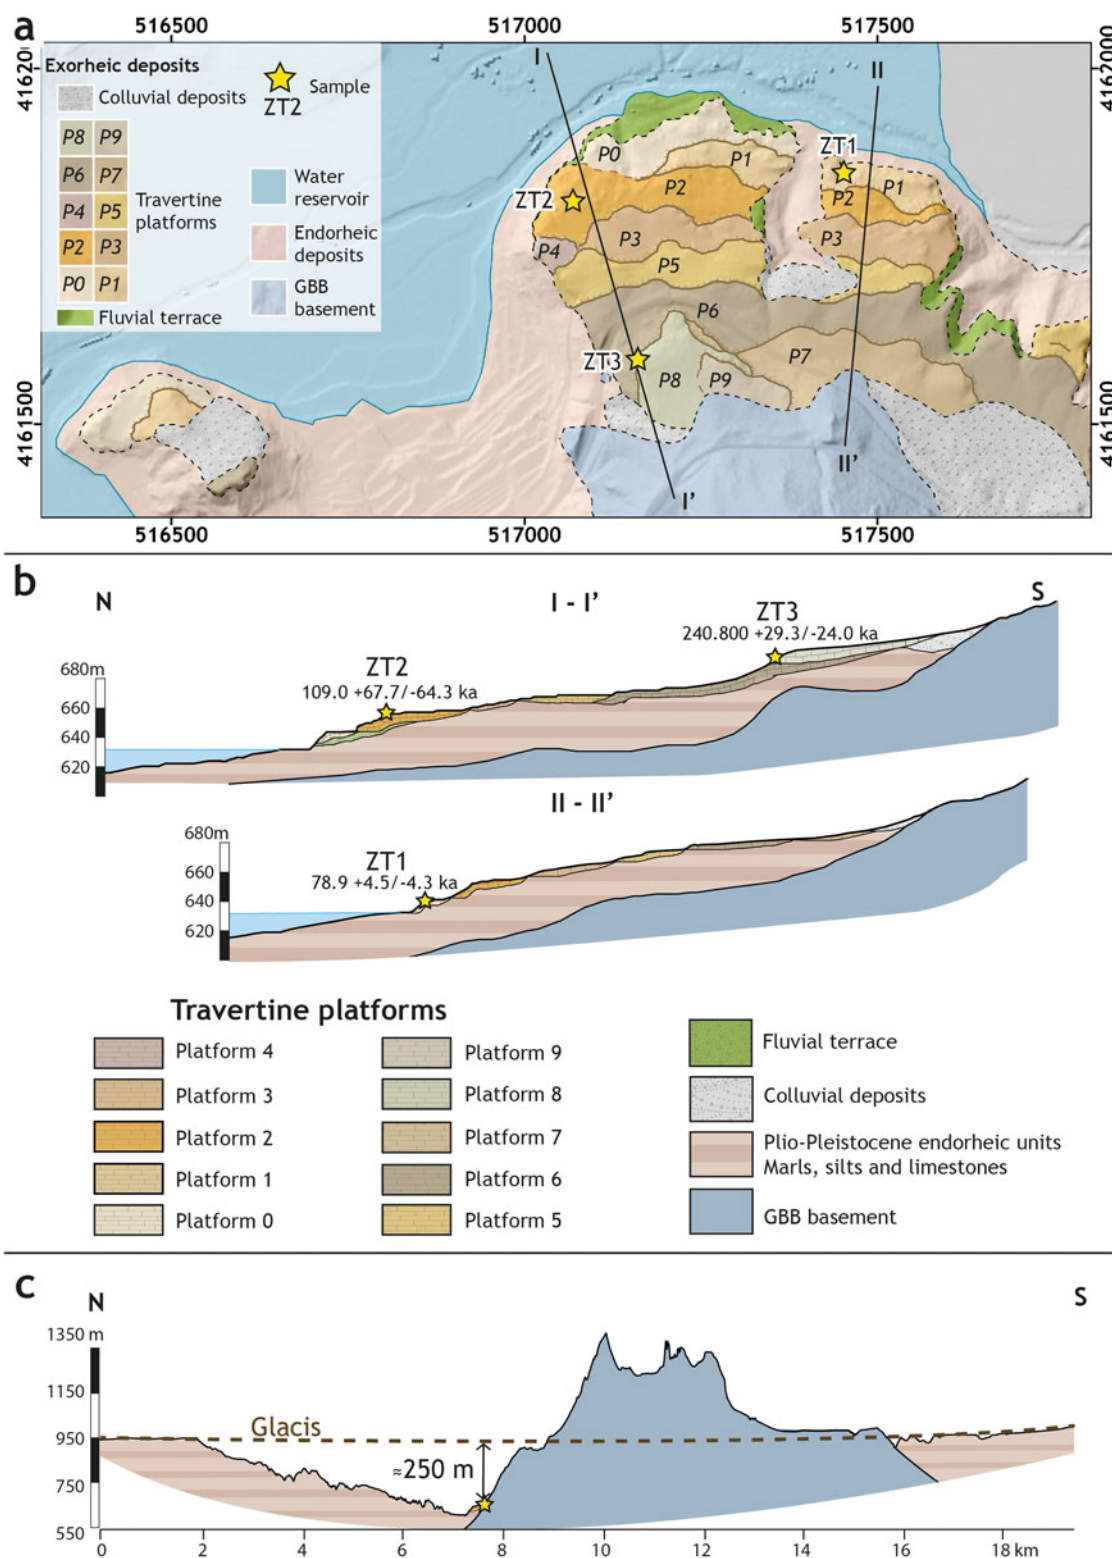 a
516500 517000 517500
41620
4162000
Exorheic deposits
Colluvial deposits
ZT2
Sample
P8 P9
P6 P7
P4 P5
P2 P3
P0 P1
Travertine
platforms
Fluvial terrace
Water
reservoir
Endorheic
deposits
GBB
basement
I
II
P0
P1
ZT1
P1
P2
P2
ZT2
P3
P3
P4
P5
P6
ZT3
P7
P8
P9
4161500
4161500
II'
I'
516500 517000 517500
b
N
I - I'
S
ZT3
240.800 +29.3/-24.0 ka
ZT2
109.0 +67.7/-64.3 ka
680m
660
640
620
II - II'
680m
660
640
620
ZT1
78.9 +4.5/-4.3 ka
Travertine platforms
Platform 4
Platform 3
Platform 2
Platform 1
Platform 0
Platform 9
Platform 8
Platform 7
Platform 6
Platform 5
Fluvial terrace
Colluvial deposits
Plio-Pleistocene endorheic units
Marls, silts and limestones
GBB basement
c
N
S
1350 m
1150
950
750
550
Glacis
≈250 m
0 2 4 6 8 10 12 14 16 18 km